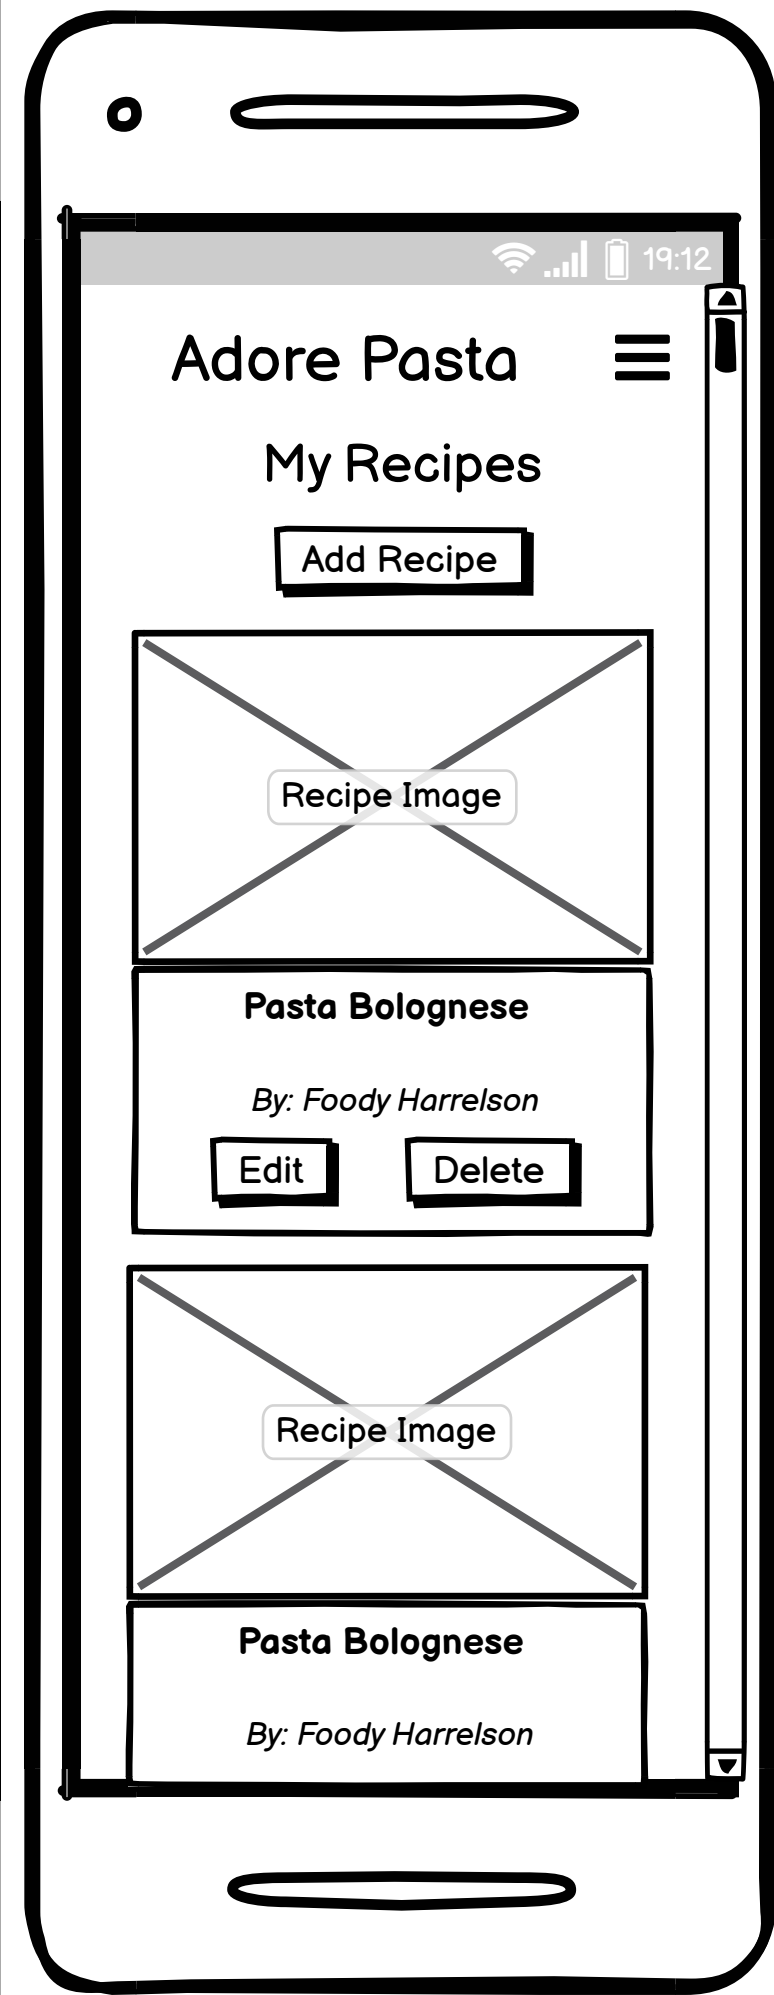 19:12
Adore Pasta
My Recipes
Add Recipe
Recipe Image
Pasta Bolognese
By: Foody Harrelson
Edit Delete
Recipe Image
Pasta Bolognese
By: Foody Harrelson